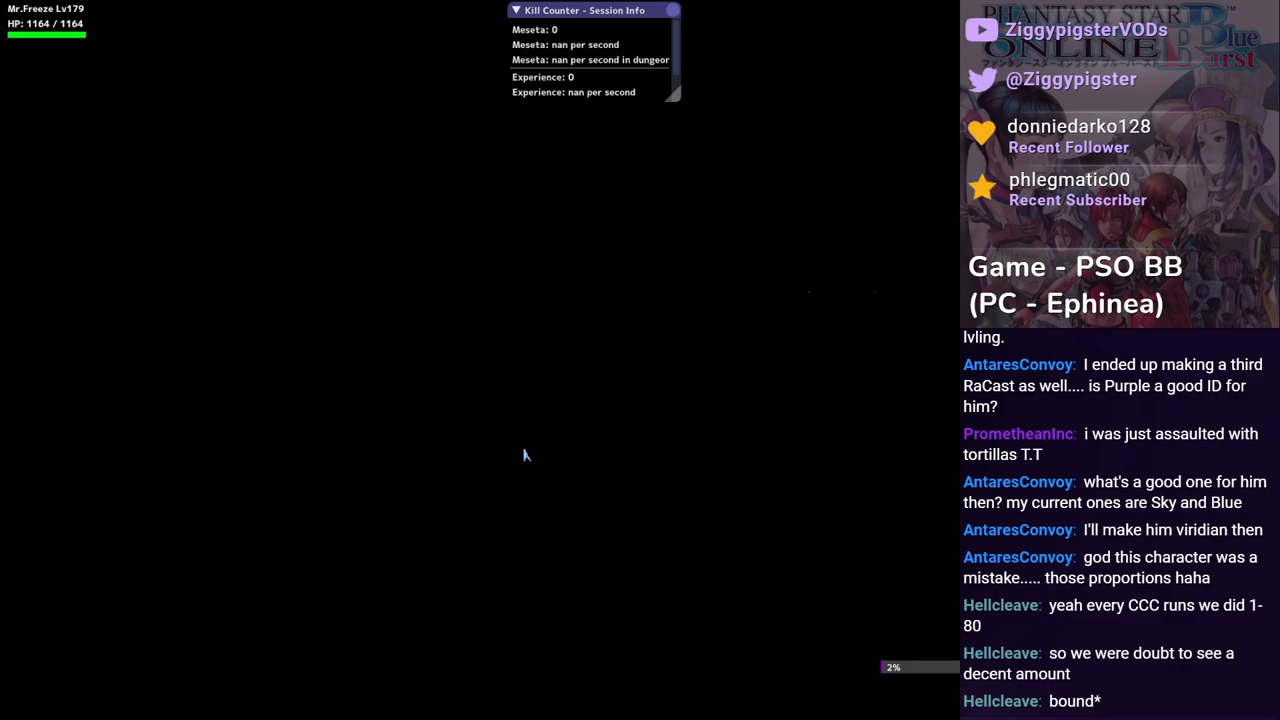 Mr.Freeze Lv179
HP: 1164 / 1164
Kill Counter - Session Info
Meseta: 0
Meseta: nan per second
Meseta: nan per second in dungeor
Experience: 0
Experience: nan per second
2%
PHANTASY STAR
ONLINE Blue
Burst
ZiggypigsterVODs
@Ziggypigster
donniedarko128
Recent Follower
phlegmatic00
Recent Subscriber
Game - PSO BB
(PC - Ephinea)
lvling.
AntaresConvoy: I ended up making a third
RaCast as well.... is Purple a good ID for
him?
PrometheanInc: i was just assaulted with
tortillas T.T
AntaresConvoy: what's a good one for him
then? my current ones are Sky and Blue
AntaresConvoy: I'll make him viridian then
AntaresConvoy: god this character was a
mistake..... those proportions haha
Hellcleave: yeah every CCC runs we did 1-
80
Hellcleave: so we were doubt to see a
decent amount
Hellcleave: bound*